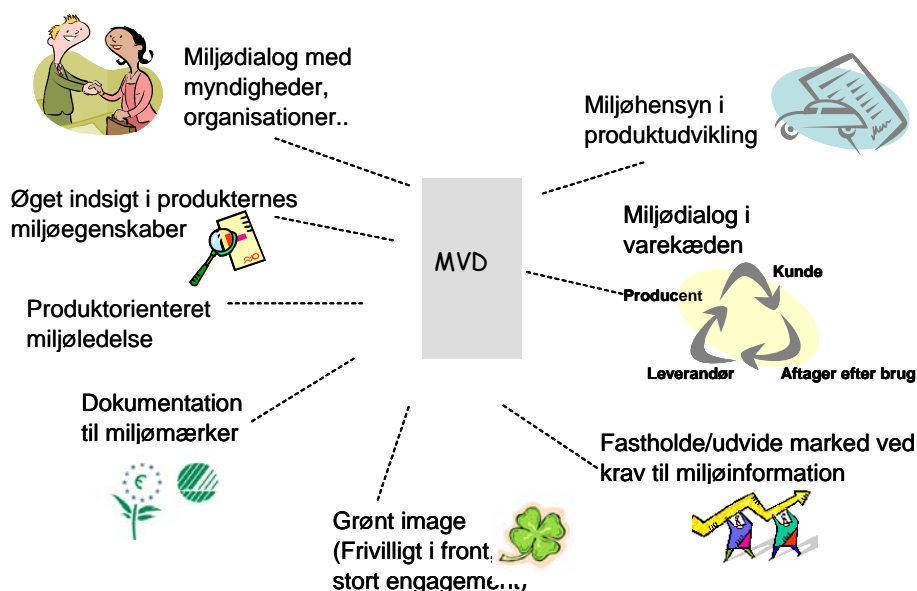 Miljødialog med
myndigheder,
organisationer..
Miljøhensyn i
produktudvikling
Øget indsigt i produkternes
miljøegenskaber
MVD
Miljødialog i
varekæden
Kunde
Producent
Leverandør
Aftager efter brug
Produktorienteret
miljøledelse
Dokumentation
til miljømærker
Fastholde/udvide marked ved
krav til miljøinformation
Grønt image
(Frivilligt i front,
stort engagement)